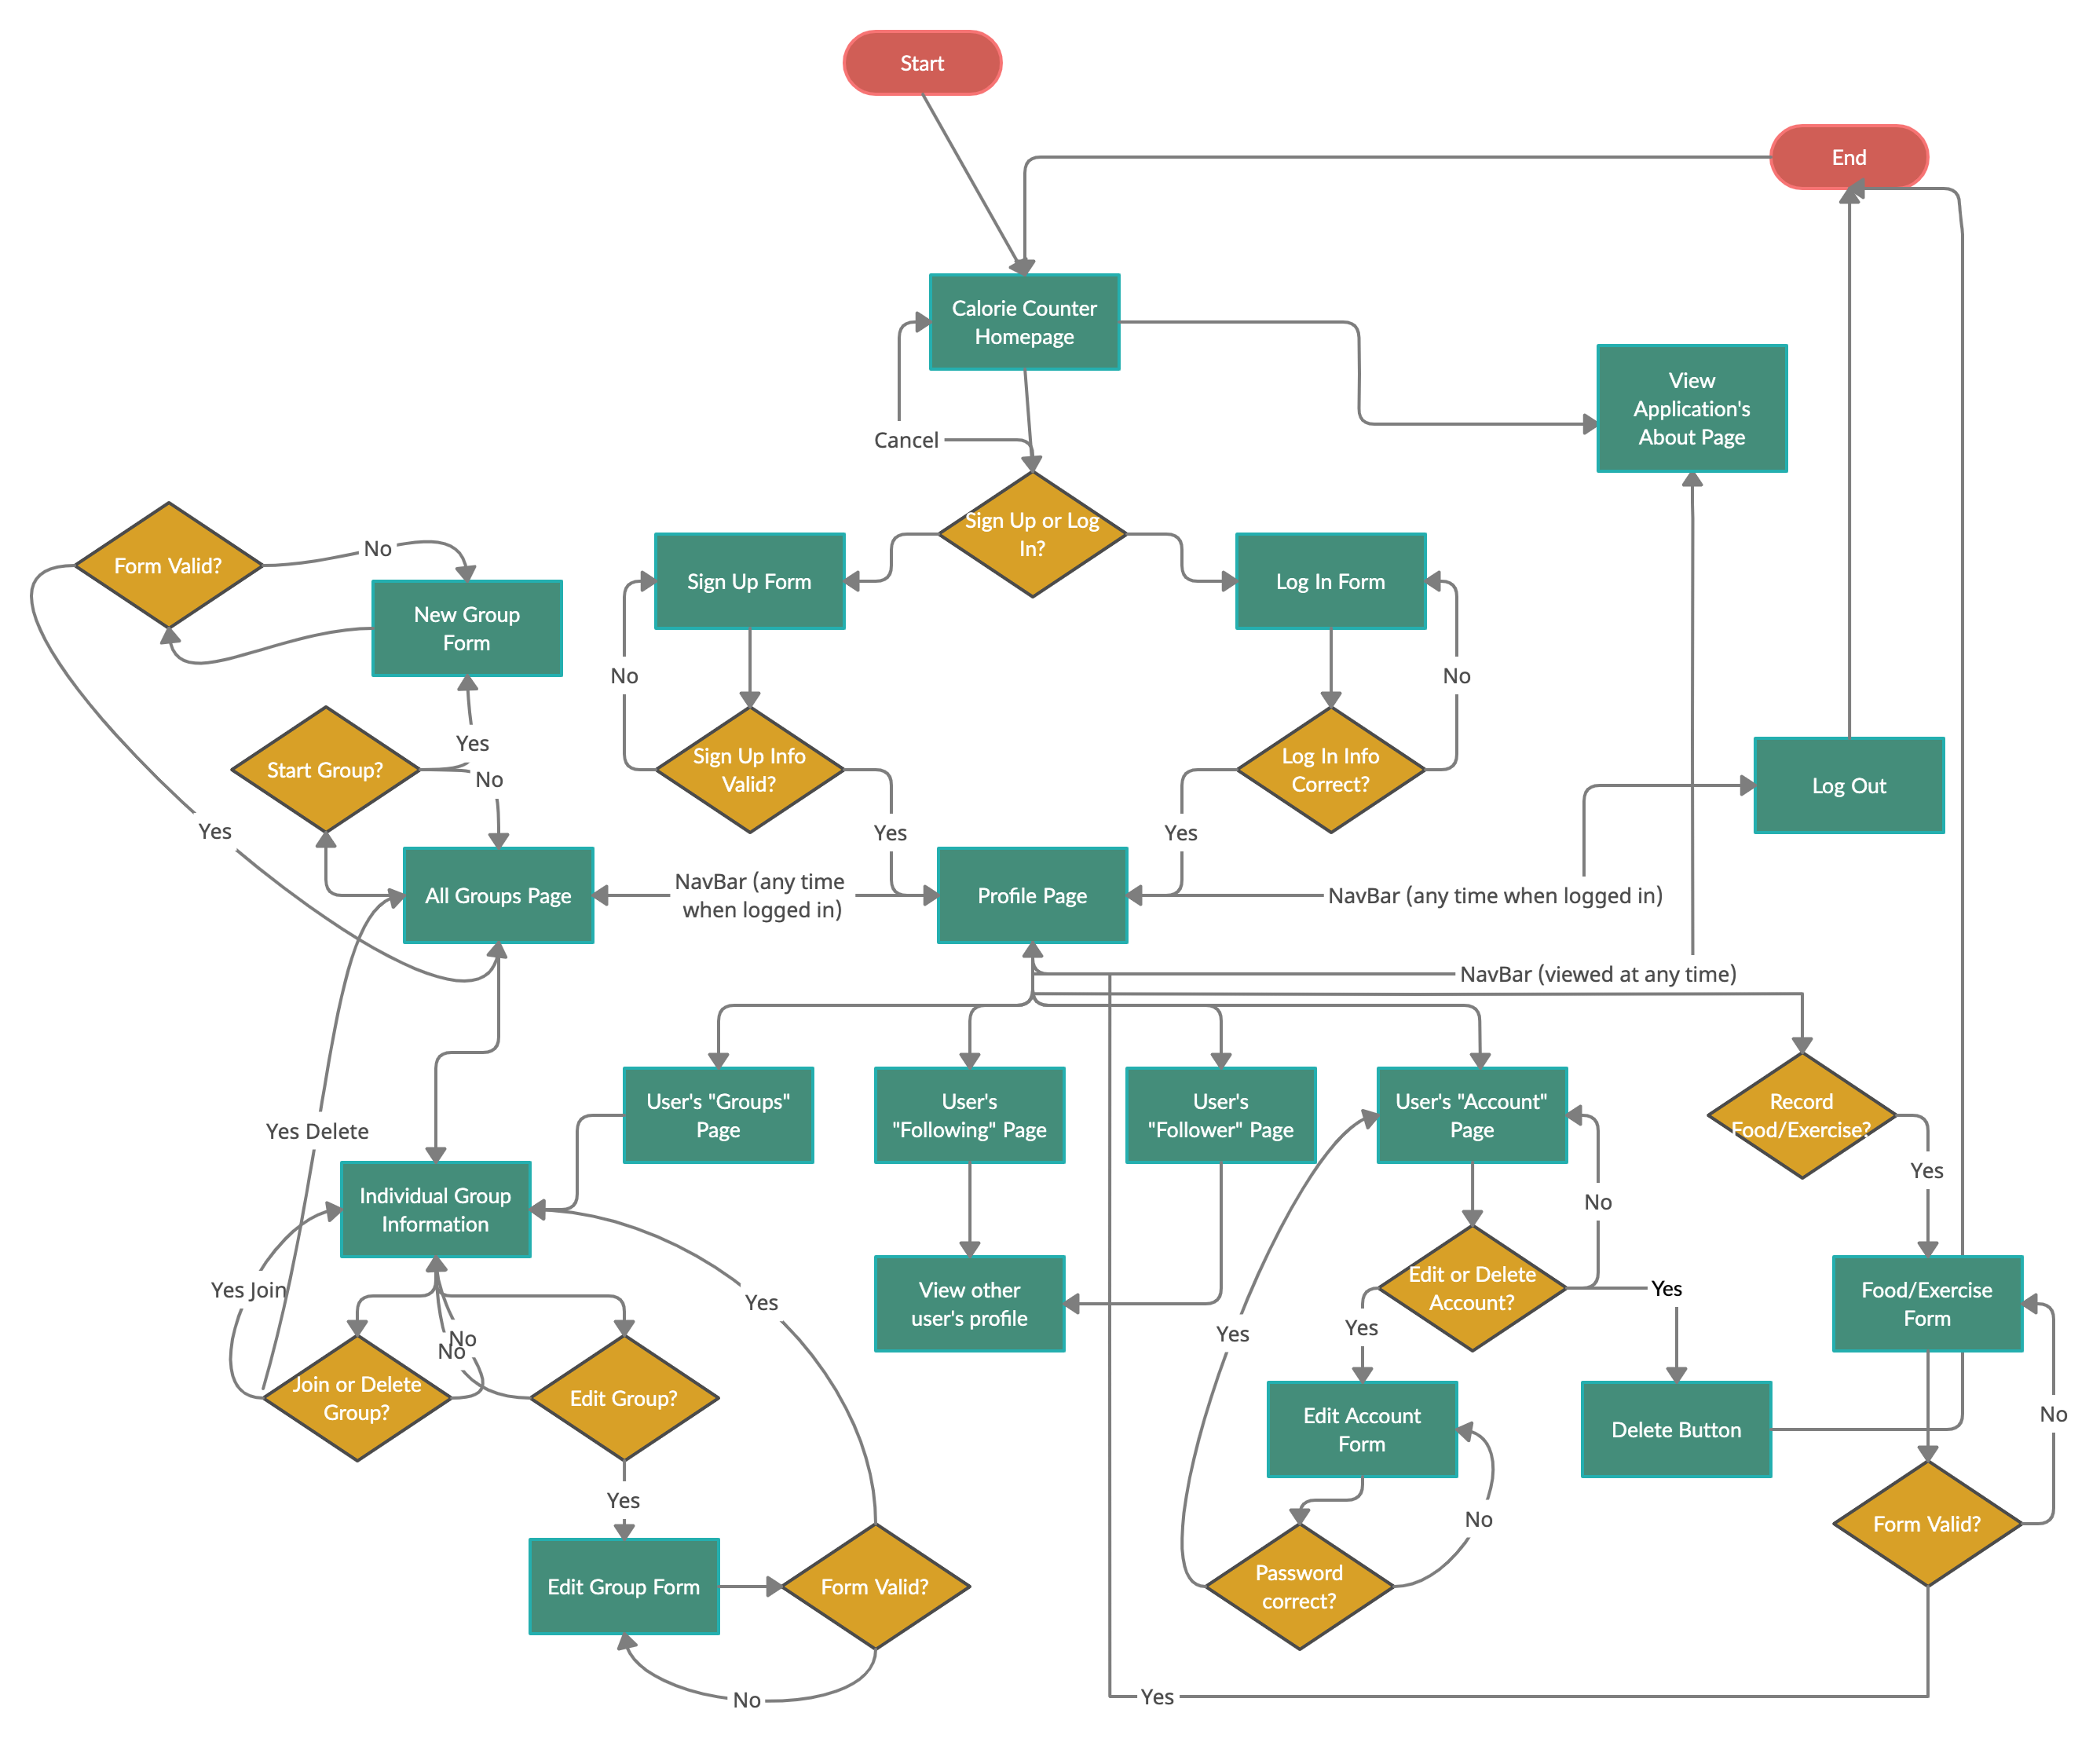 Start
End
Calorie Counter
Homepage
View
Application's
About Page
Cancel
Sign Up or Log
In?
Form Valid?
No
New Group
Form
Sign Up Form
Log In Form
No
No
Yes
Start Group?
No
Sign Up Info
Valid?
Log In Info
Correct?
Log Out
Yes
Yes
Yes
All Groups Page
NavBar (any time
when logged in)
Profile Page
NavBar (any time when logged in)
NavBar (viewed at any time)
User's "Groups"
Page
User's
"Following" Page
User's
"Follower" Page
User's "Account"
Page
Record
Food/Exercise?
Yes Delete
Yes
Individual Group
Information
No
Yes Join
Yes
View other
user's profile
Edit or Delete
Account?
Yes
Food/Exercise
Form
No
No
Yes
Yes
Join or Delete
Group?
Edit Group?
Edit Account
Form
Delete Button
No
Yes
No
Edit Group Form
Form Valid?
Password
correct?
Form Valid?
No
Yes